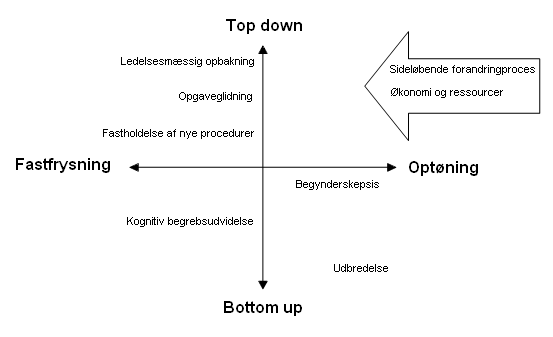 Top down
Ledelsesmæssig opbakning
Sideløbende forandringproces
Økonomi og ressourcer
Opgaveglidning
Fastholdelse af nye procedurer
Fastfrysning
Optøning
Begynderskepsis
Kognitiv begrebsudvidelse
Udbredelse
Bottom up